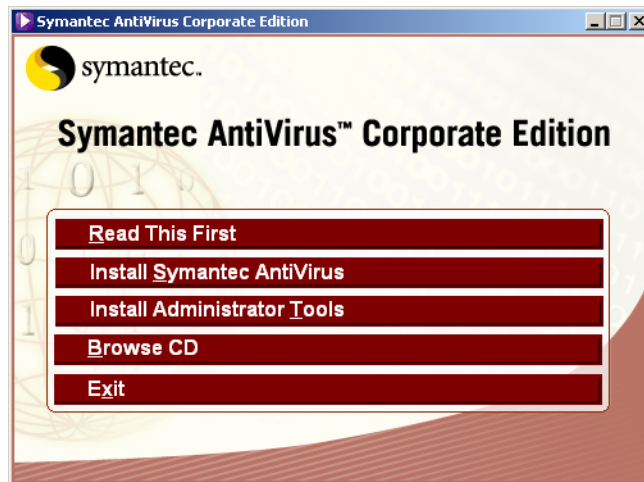 Symantec AntiVirus Corporate Edition
symantec.
Symantec AntiVirus™ Corporate Edition
Read This First
Install Symantec AntiVirus
Install Administrator Tools
Browse CD
Exit